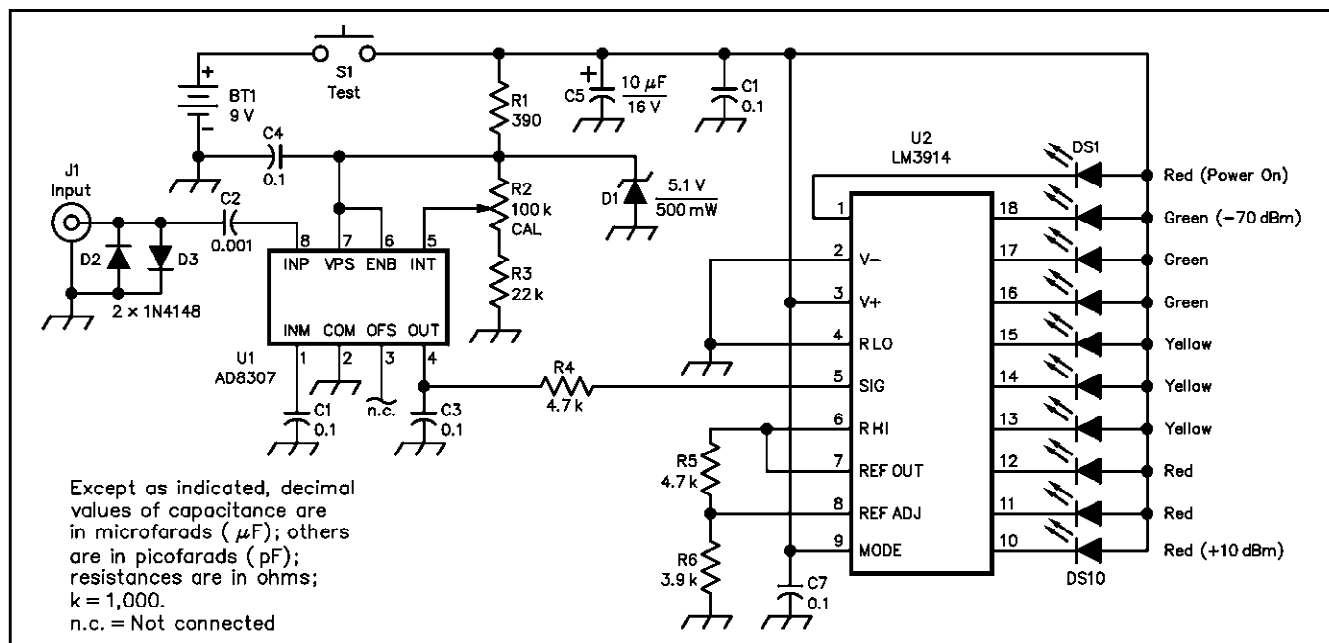 S1
Test
+
BT1
9 V
−
R1
390
+
C5
10 µF
16 V
C1
0.1
C4
0.1
J1
Input
C2
0.001
D2
D3
2 × 1N4148
R2
100 k
CAL
D1
5.1 V
500 mW
R3
22 k
8
7
6
5
INP
VPS
ENB
INT
INM
COM
OFS
OUT
1
2
3
4
U1
AD8307
n.c.
C1
0.1
C3
0.1
R4
4.7 k
R5
4.7 k
R6
3.9 k
C7
0.1
U2
LM3914
1
2
V−
3
V+
4
RLO
5
SIG
6
RHI
7
REF OUT
8
REF ADJ
9
MODE
DS1
Red (Power On)
18
Green (−70 dBm)
17
Green
16
Green
15
Yellow
14
Yellow
13
Yellow
12
Red
11
Red
10
Red (+10 dBm)
DS10
Except as indicated, decimal
values of capacitance are
in microfarads ( µF); others
are in picofarads ( pF);
resistances are in ohms;
k = 1,000.
n.c. = Not connected